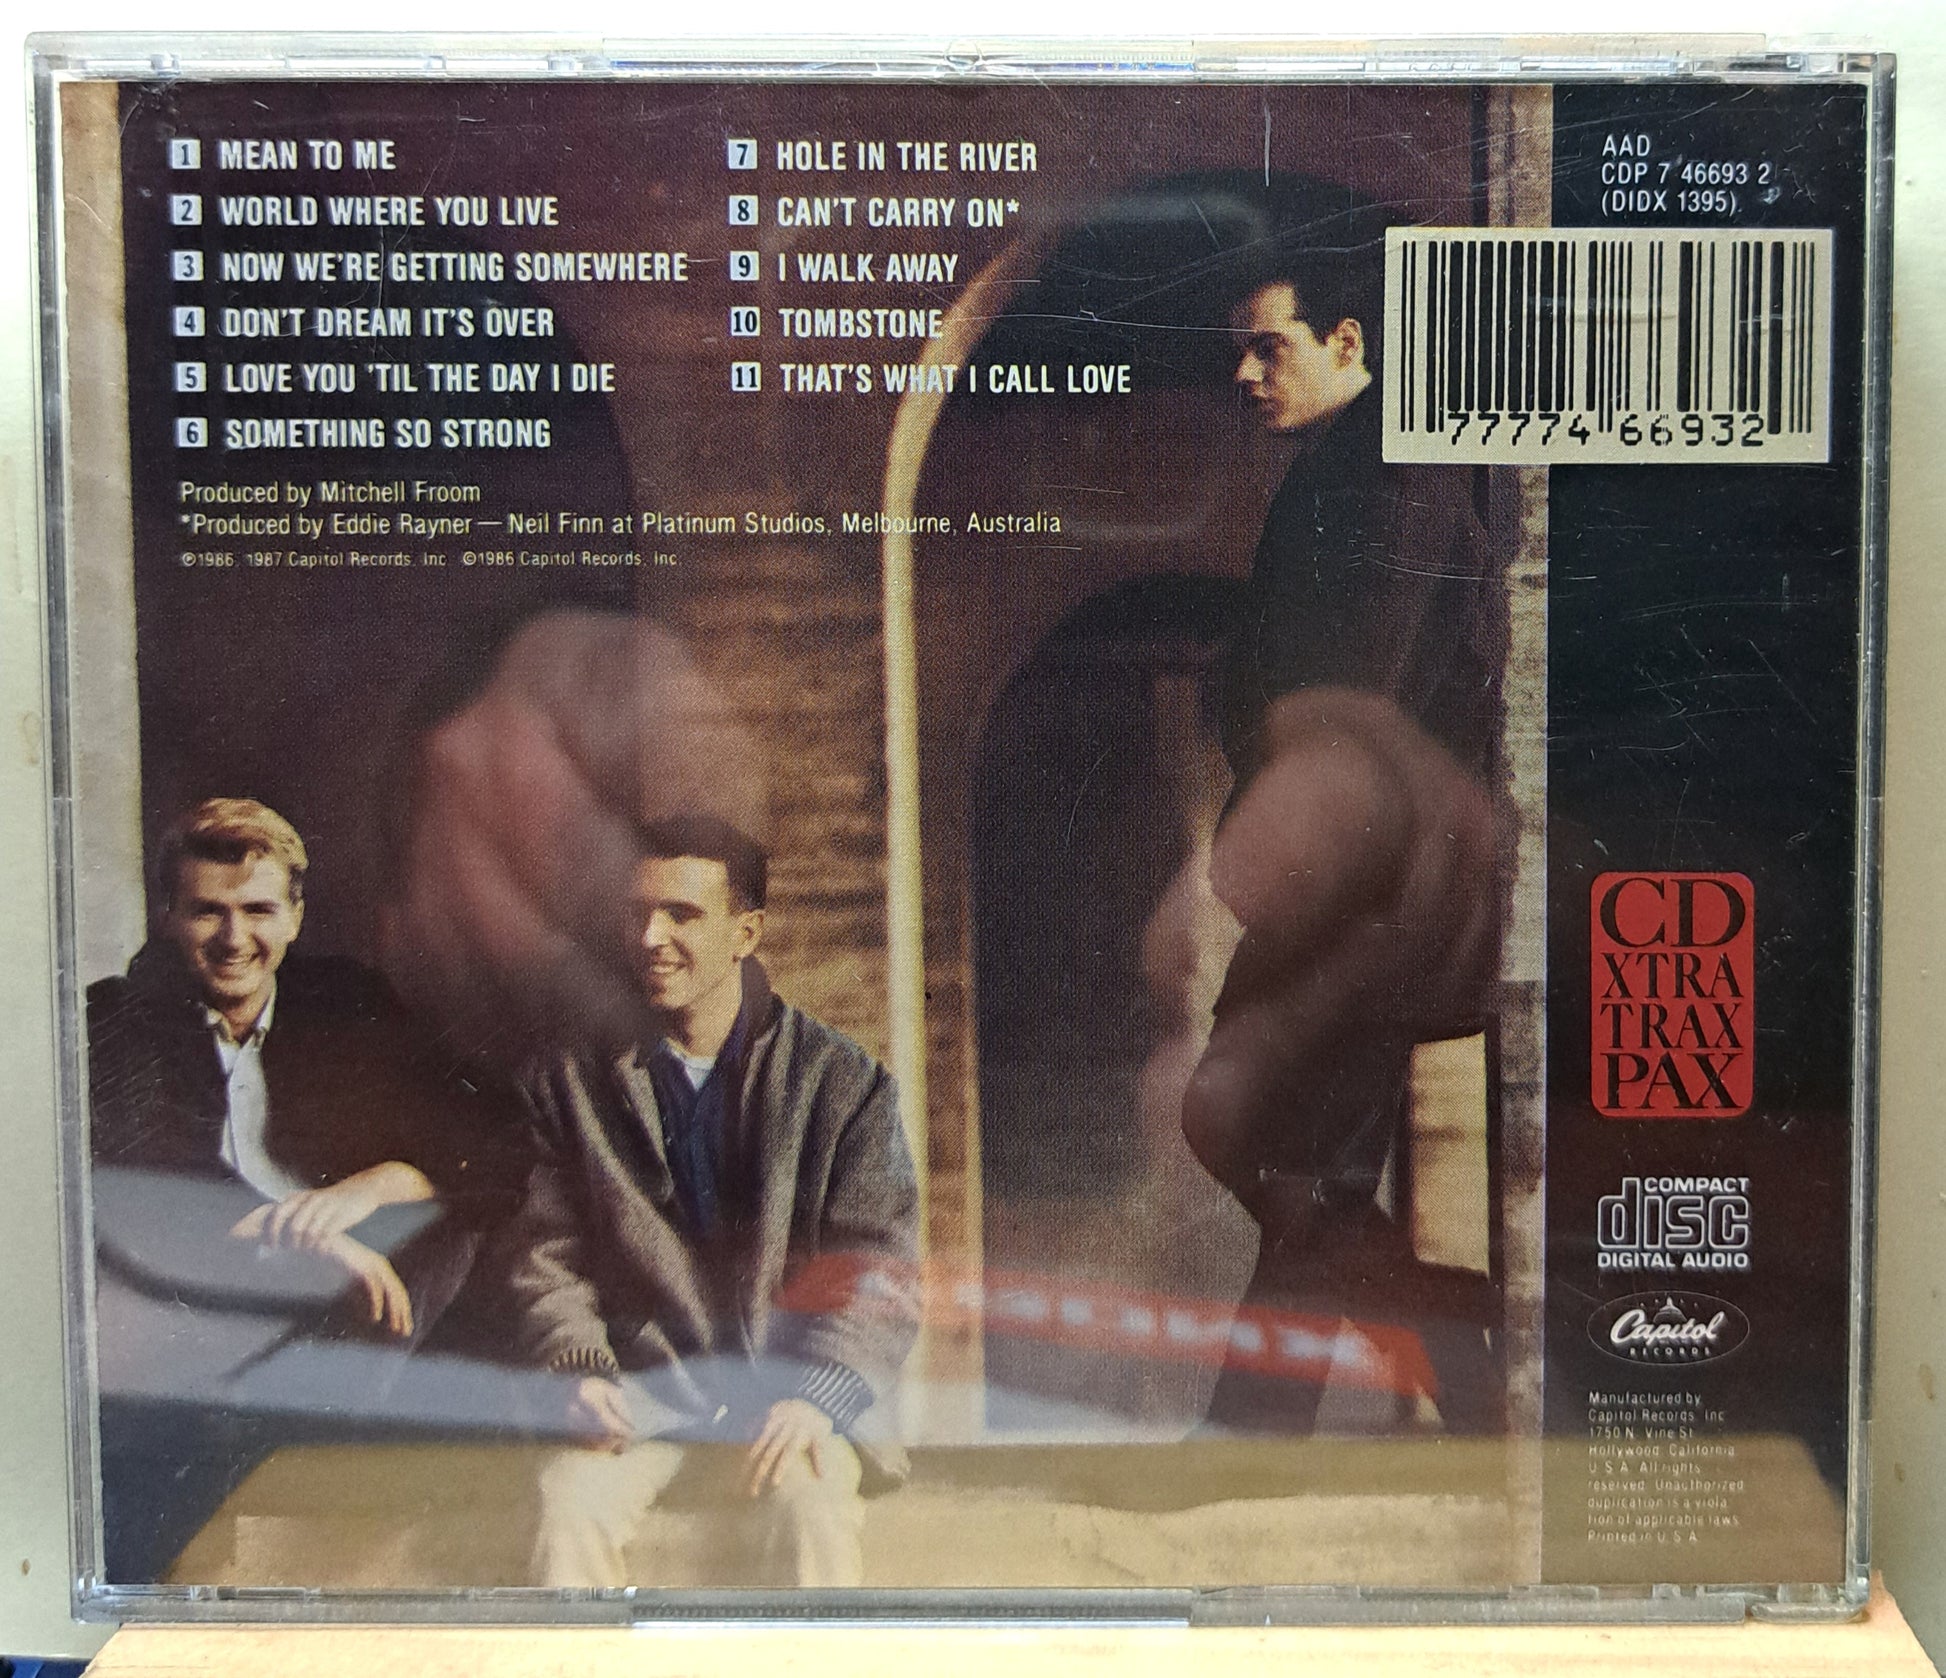 1 MEAN TO ME
2 WORLD WHERE YOU LIVE
3 NOW WE'RE GETTING SOMEWHERE
4 DON'T DREAM IT'S OVER
5 LOVE YOU 'TIL THE DAY I DIE
6 SOMETHING SO STRONG
7 HOLE IN THE RIVER
8 CAN'T CARRY ON*
9 I WALK AWAY
10 TOMBSTONE
11 THAT'S WHAT I CALL LOVE
Produced by Mitchell Froom
*Produced by Eddie Rayner — Neil Finn at Platinum Studios, Melbourne, Australia
℗1986, 1987 Capitol Records, Inc. ©1986 Capitol Records, Inc.
AAD
CDP 7 46693 2
(DIDX 1395)
77774 66932
CD
XTRA
TRAX
PAX
COMPACT
disc
DIGITAL AUDIO
Capitol
RECORDS
Manufactured by
Capitol Records, Inc.
1750 N. Vine St.
Hollywood, California
U.S.A. All rights
reserved. Unauthorized
duplication is a viola-
tion of applicable laws.
Printed in U.S.A.